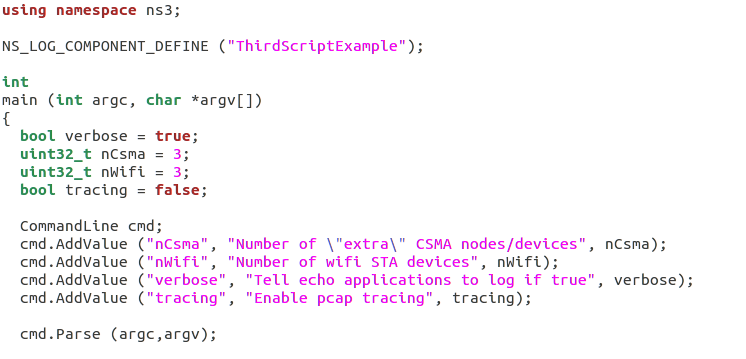 using namespace ns3;
NS_LOG_COMPONENT_DEFINE ("ThirdScriptExample");
int
main (int argc, char *argv[])
{
bool verbose = true;
uint32_t nCsma = 3;
uint32_t nWifi = 3;
bool tracing = false;
CommandLine cmd;
cmd.AddValue ("nCsma", "Number of \"extra\" CSMA nodes/devices", nCsma);
cmd.AddValue ("nWifi", "Number of wifi STA devices", nWifi);
cmd.AddValue ("verbose", "Tell echo applications to log if true", verbose);
cmd.AddValue ("tracing", "Enable pcap tracing", tracing);
cmd.Parse (argc,argv);